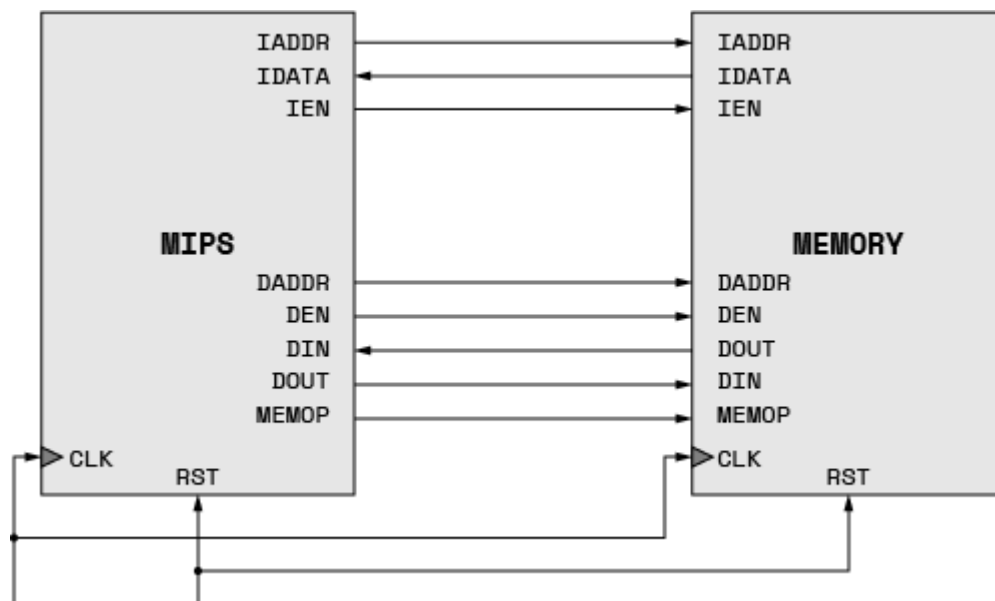 IADDR
IDATA
IEN
MIPS
DADDR
DEN
DIN
DOUT
MEMOP
CLK
RST
IADDR
IDATA
IEN
MEMORY
DADDR
DEN
DOUT
DIN
MEMOP
CLK
RST